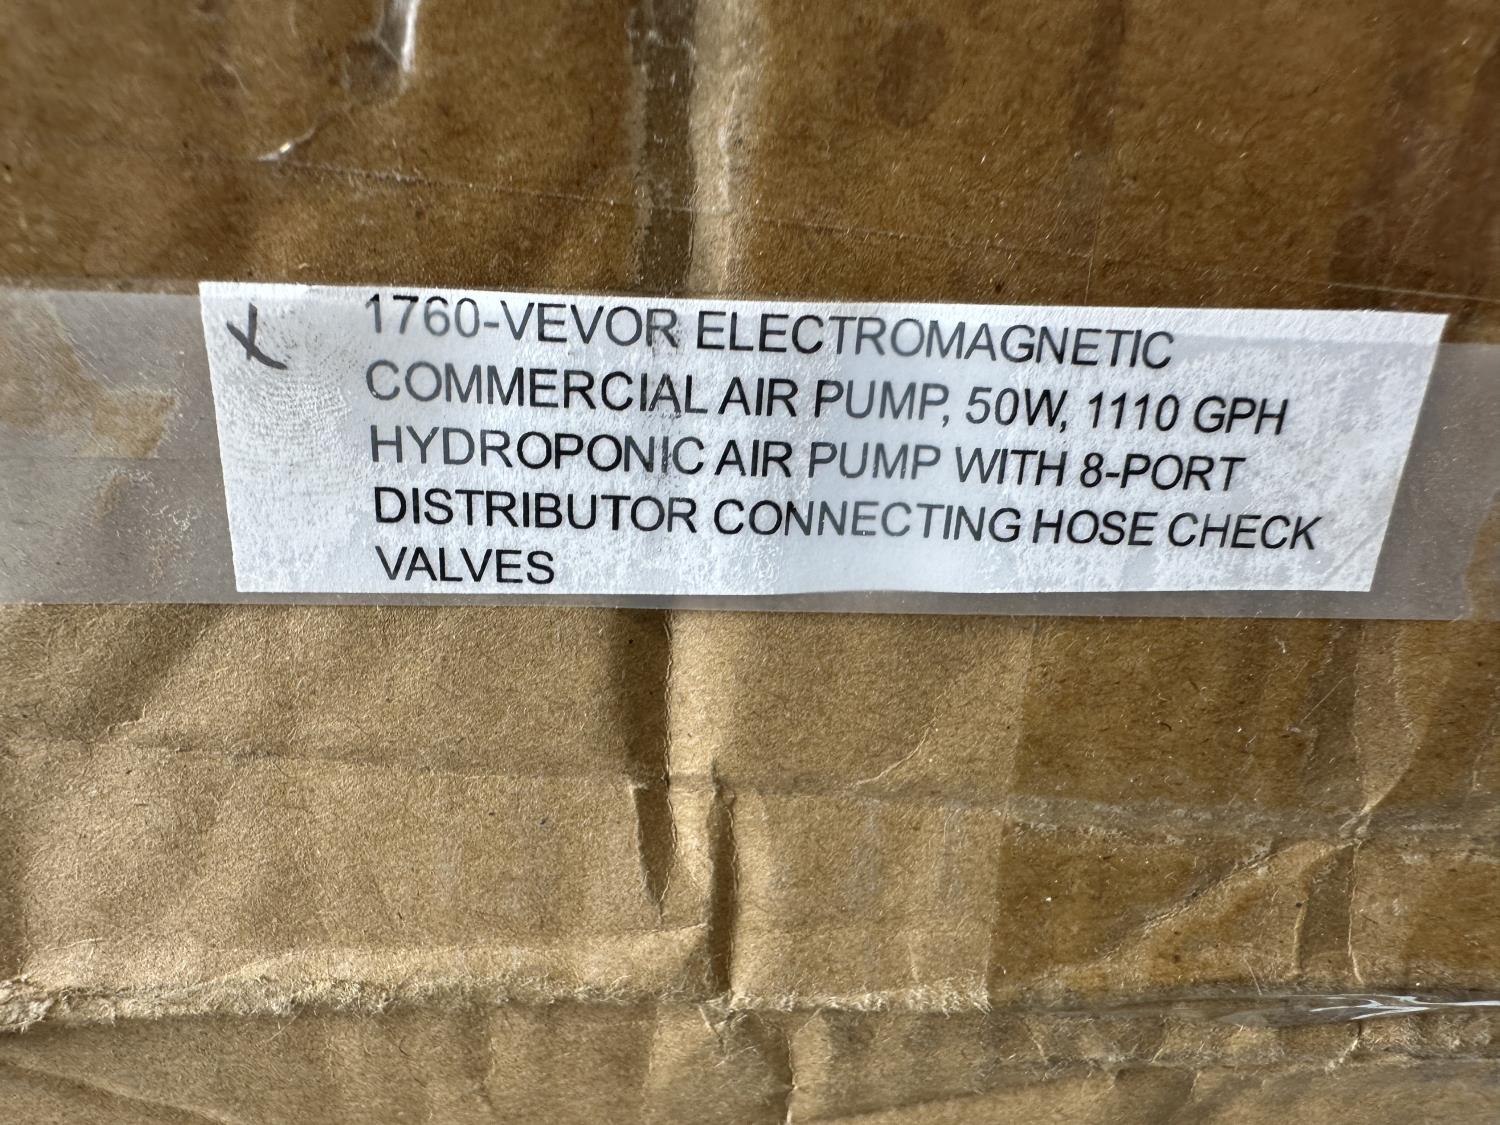 X
1760-VEVOR ELECTROMAGNETIC
COMMERCIAL AIR PUMP, 50W, 1110 GPH
HYDROPONIC AIR PUMP WITH 8-PORT
DISTRIBUTOR CONNECTING HOSE CHECK
VALVES